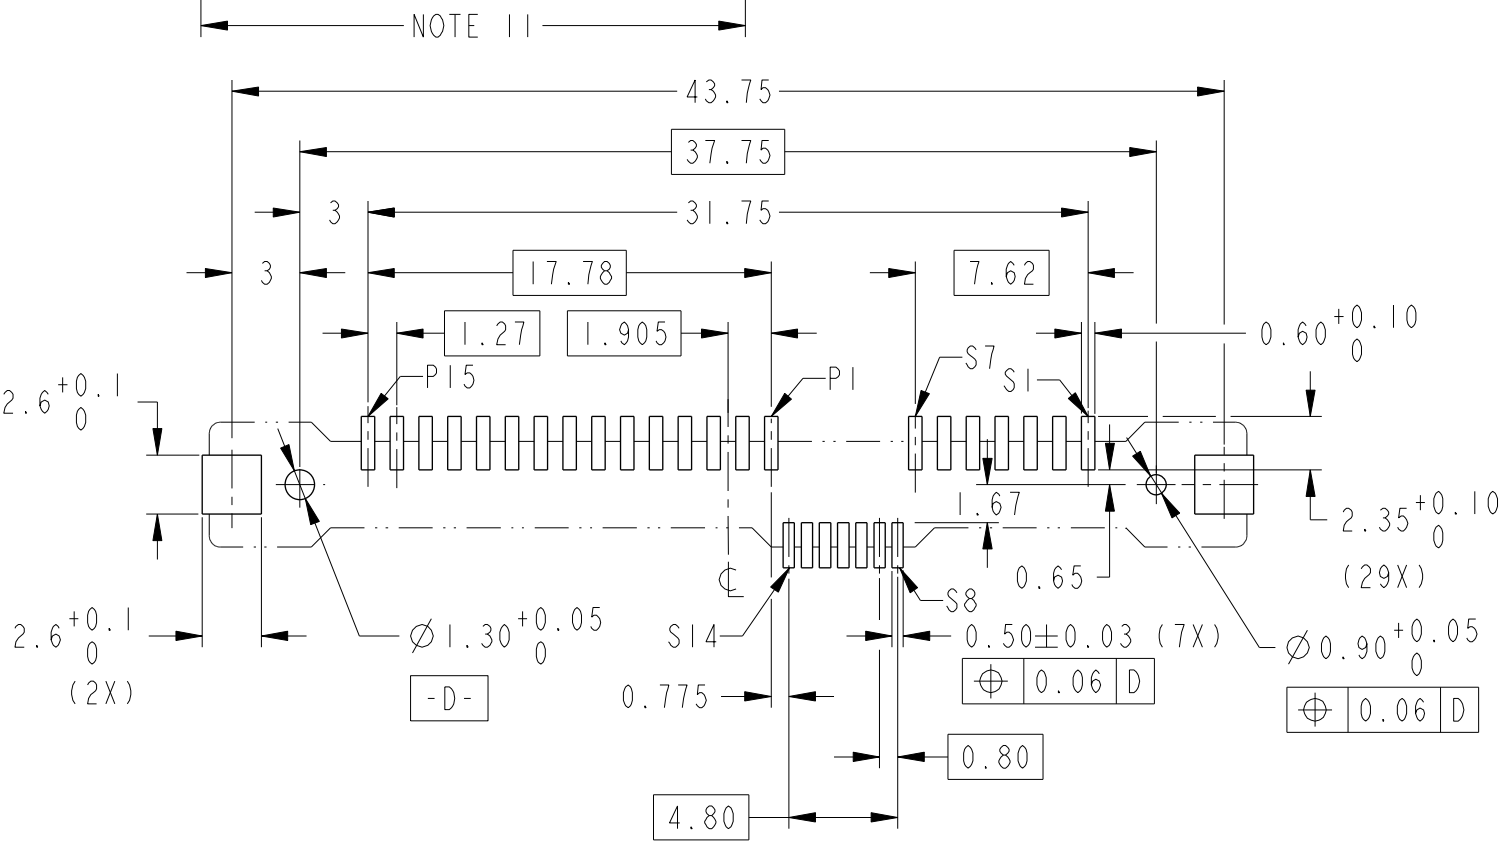 NOTE 11
43.75
37.75
3
31.75
3
17.78
7.62
1.27
1.905
0.60 +0.10
0
P15
P1
S7
S1
2.6 +0.1
0
1.67
2.35 +0.10
0
(29X)
0.65
℄
S8
2.6 +0.1
0
(2X)
Ø1.30 +0.05
0
-D-
S14
0.50±0.03 (7X)
⌖ 0.06 D
Ø0.90 +0.05
0
⌖ 0.06 D
0.775
0.80
4.80